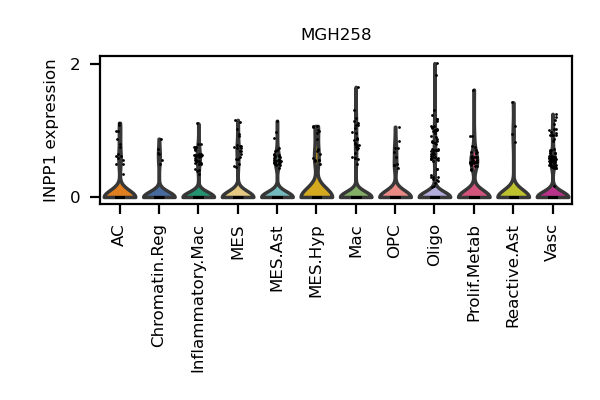 MGH258
INPP1 expression
2
0
AC
Chromatin.Reg
Inflammatory.Mac
MES
MES.Ast
MES.Hyp
Mac
OPC
Oligo
Prolif.Metab
Reactive.Ast
Vasc